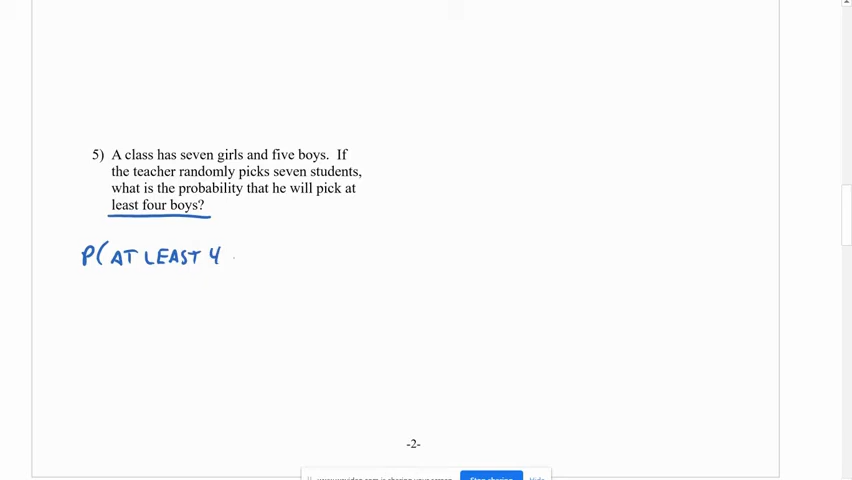 5) A class has seven girls and five boys. If
the teacher randomly picks seven students,
what is the probability that he will pick at
least four boys?
P(AT LEAST 4
-2-
Stop sharing
Hide